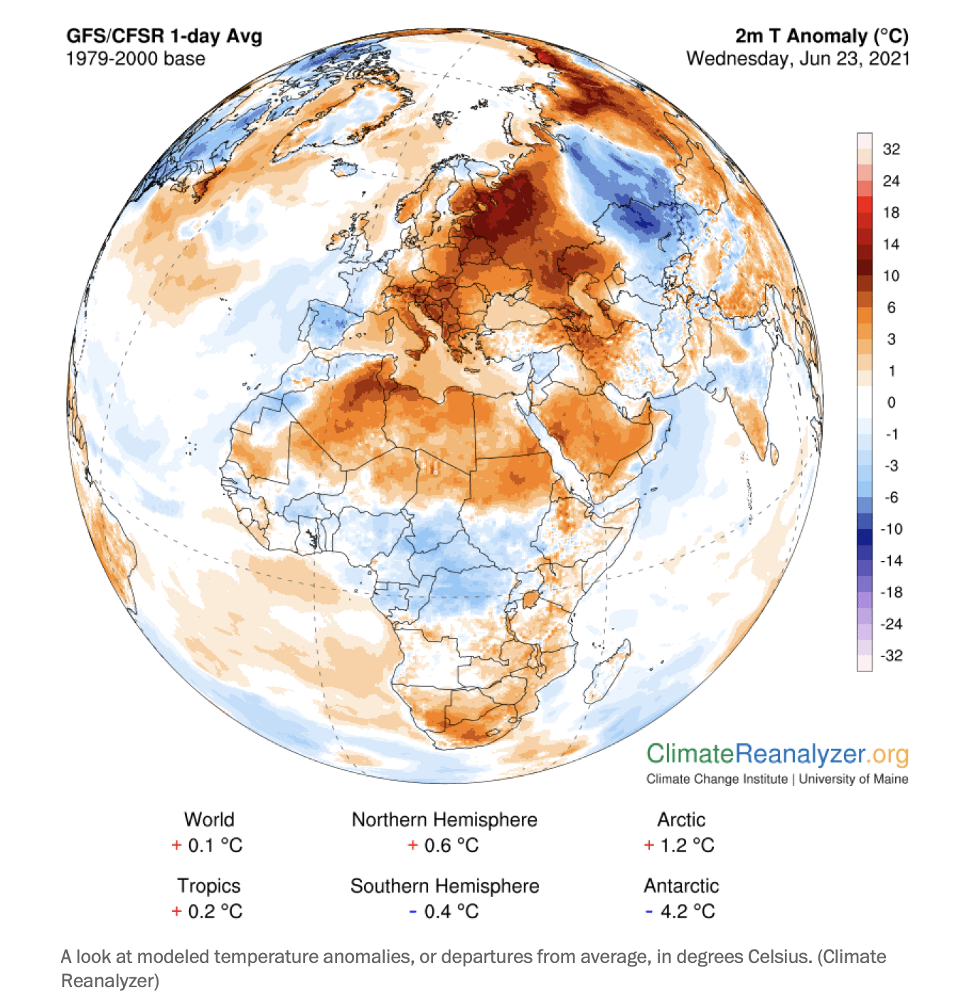 GFS/CFSR 1-day Avg
1979-2000 base
2m T Anomaly (°C)
Wednesday, Jun 23, 2021
32
24
18
14
10
6
3
1
0
-1
-3
-6
-10
-14
-18
-24
-32
ClimateReanalyzer.org
Climate Change Institute | University of Maine
World
+ 0.1 °C
Northern Hemisphere
+ 0.6 °C
Arctic
+ 1.2 °C
Tropics
+ 0.2 °C
Southern Hemisphere
- 0.4 °C
Antarctic
- 4.2 °C
A look at modeled temperature anomalies, or departures from average, in degrees Celsius. (Climate
Reanalyzer)